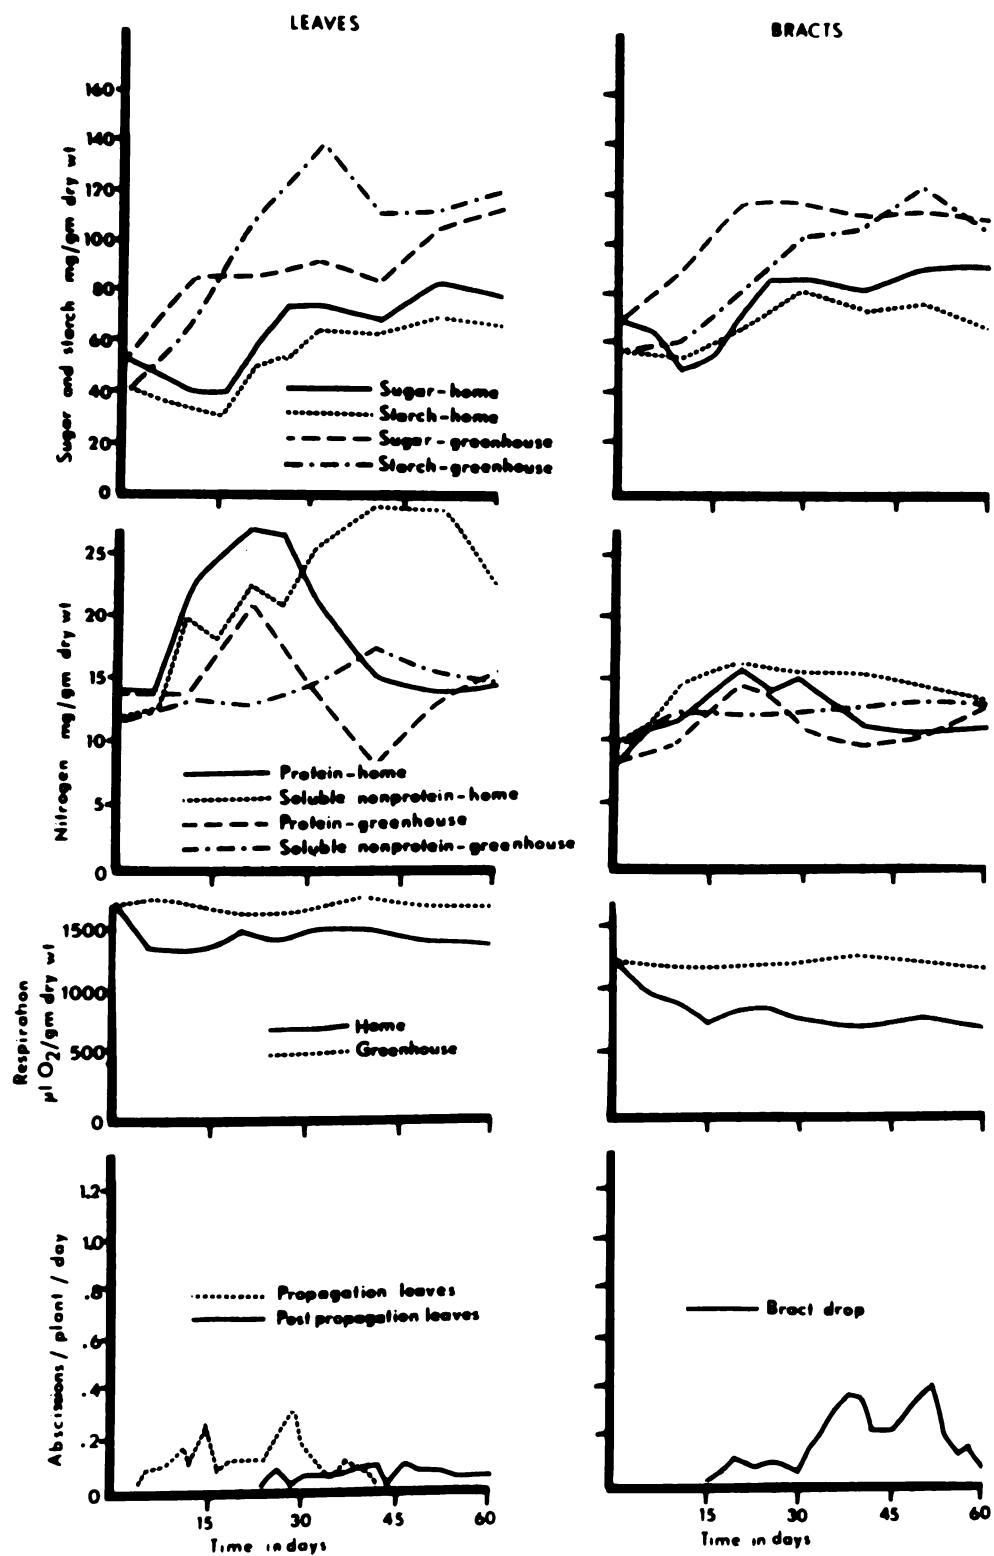 LEAVES
BRACTS
160
140
120
100
80
60
40
20
0
Sugar and starch mg/gm dry wt
Sugar-home
Starch-home
Sugar-greenhouse
Starch-greenhouse
25
20
15
10
5
0
Nitrogen mg/gm dry wt
Protein-home
Soluble nonprotein-home
Protein-greenhouse
Soluble nonprotein-greenhouse
1500
1000
500
0
Respiration
µl O2/gm dry wt
Home
Greenhouse
1.2
1.0
.8
.6
.4
.2
0
Abscissions/plant/day
Propagation leaves
Post propagation leaves
Bract drop
15 30 45 60
Time in days
15 30 45 60
Time in days